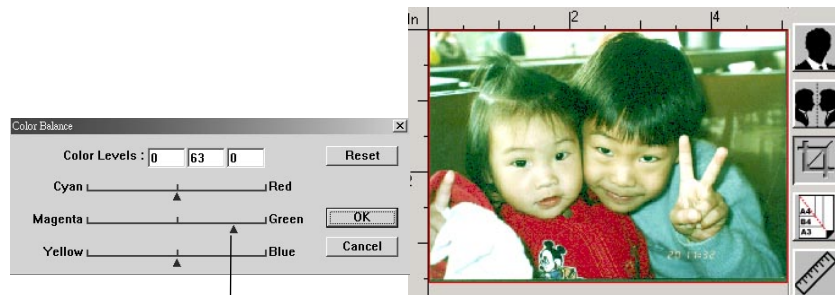 Color Balance
Color Levels : 0 63 0
Reset
Cyan Red
Magenta Green
OK
Yellow Blue
Cancel
In 2 4
2
A4
B4
A3